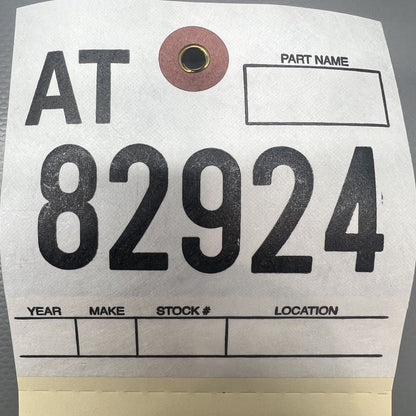 AT
PART NAME
82924
YEAR MAKE STOCK # LOCATION